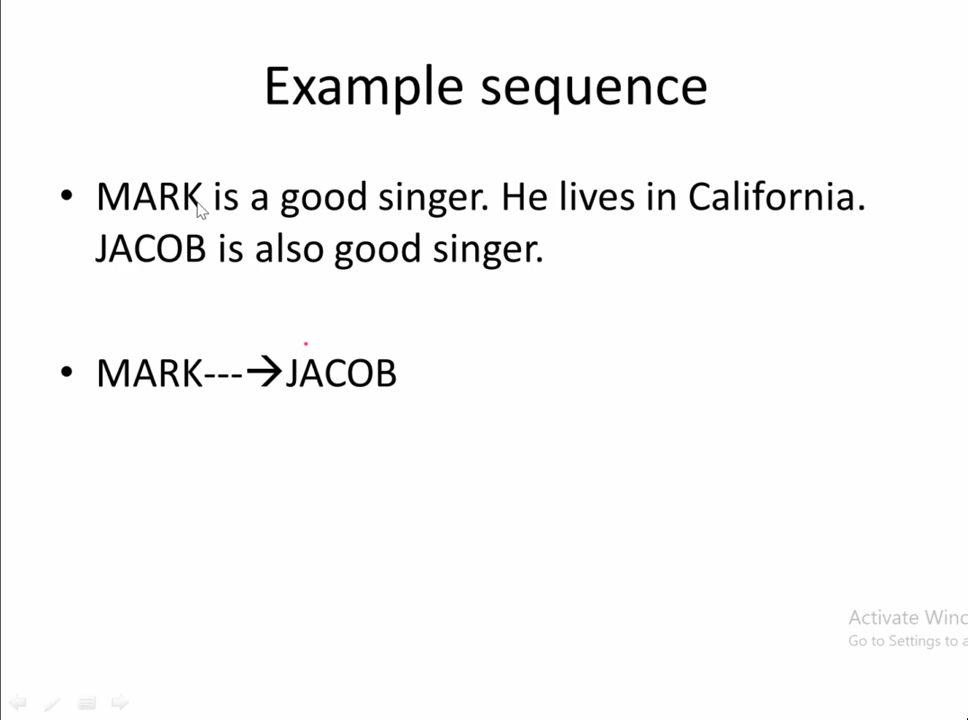 Example sequence
• MARK is a good singer. He lives in California.
JACOB is also good singer.
• MARK---→JACOB
Activate Winc
Go to Settings to a